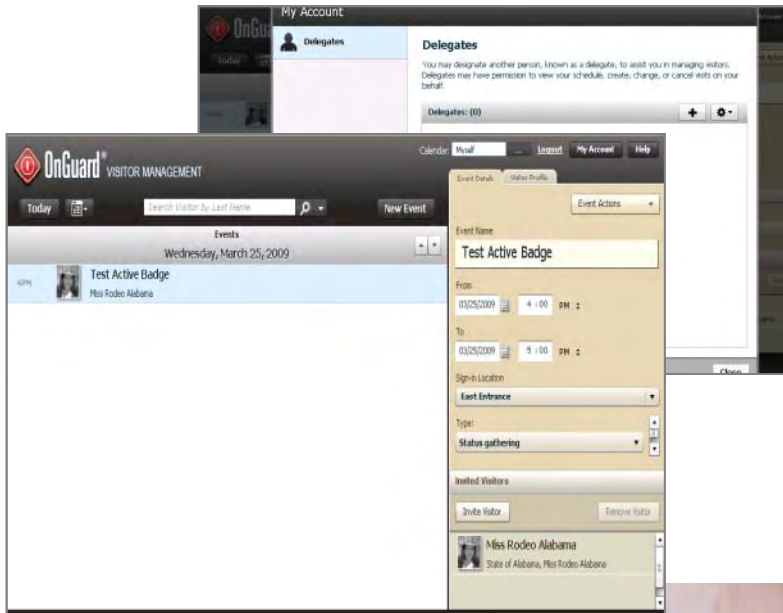 My Account
OnGu
Delegates
Delegates
You may designate another person, known as a delegate, to assist you in managing visitors.
Delegates may have permission to view your schedule, create, change, or cancel visits on your
behalf.
Today
Delegates: (0)
OnGuard® VISITOR MANAGEMENT
Calendar: Myself ... Logout My Account Help
Event Details Visitor Profile
Today Search Visitor by Last Name New Event
Event Actions
Events
Wednesday, March 25, 2009
Event Name
Test Active Badge
4PM Test Active Badge
Miss Rodeo Alabama
From
03/25/2009 4 : 00 PM
To
03/25/2009 5 : 00 PM
Sign-in Location
East Entrance
Type:
Status gathering
Close
Invited Visitors
Invite Visitor Remove Visitor
Miss Rodeo Alabama
State of Alabama, Miss Rodeo Alabama